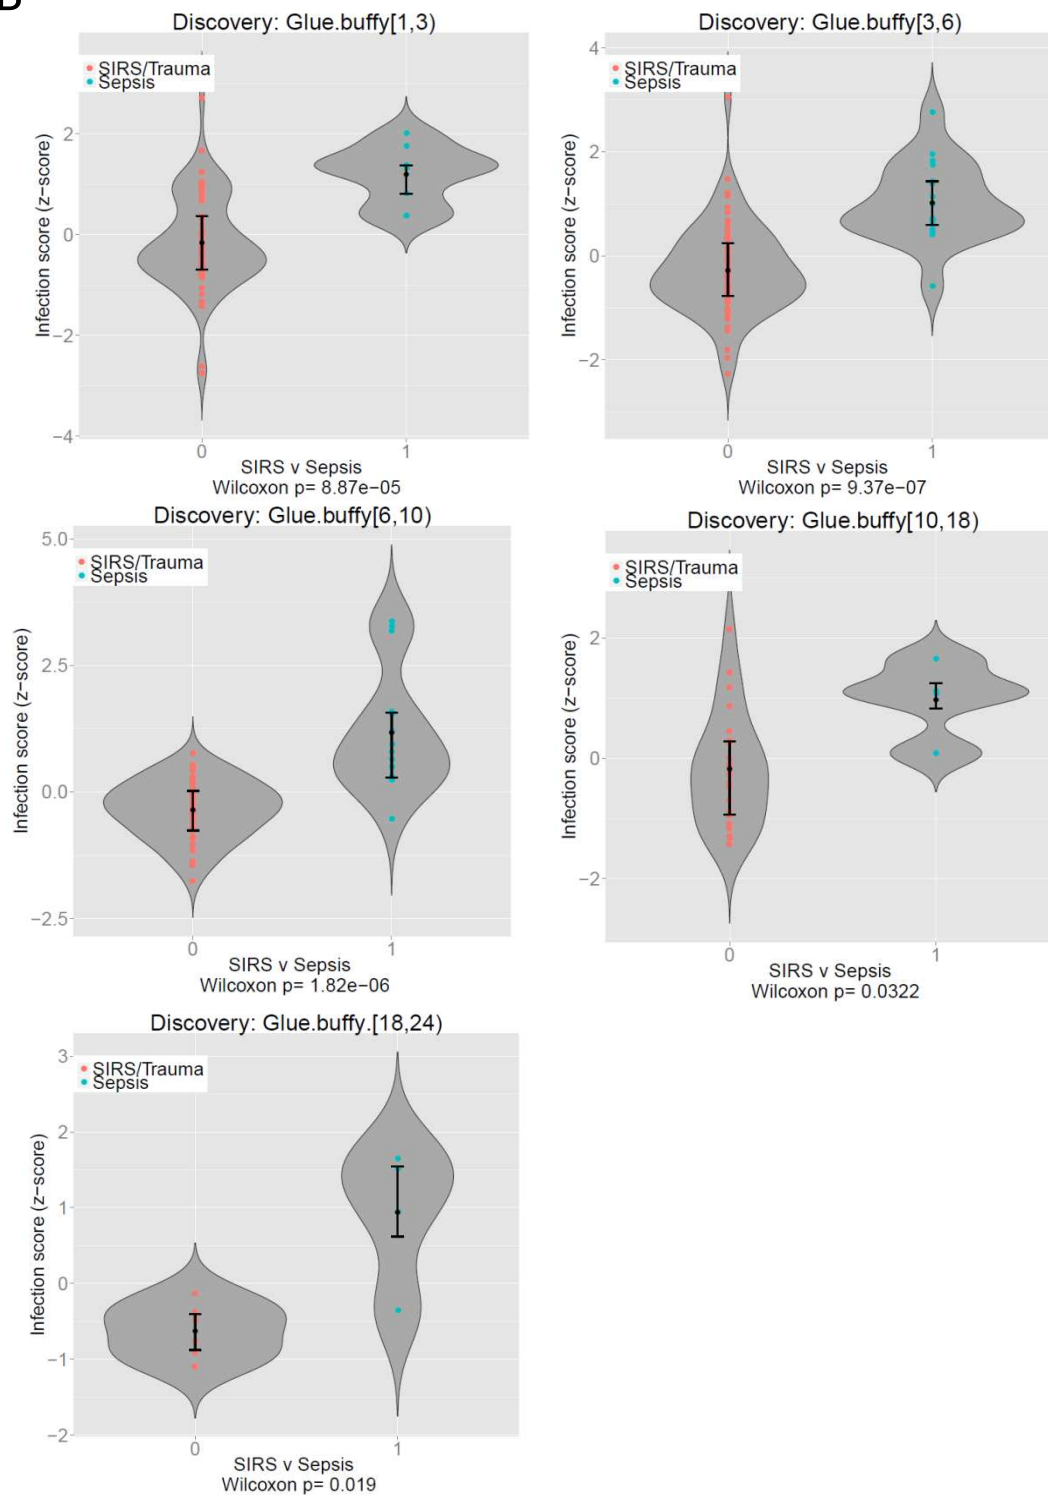 Discovery: Glue.buffy[1,3)
SIRS/Trauma
Sepsis
Infection score (z−score)
2
0
−2
−4
0
1
SIRS v Sepsis
Wilcoxon p= 8.87e−05
Discovery: Glue.buffy[3,6)
SIRS/Trauma
Sepsis
Infection score (z−score)
4
2
0
−2
0
1
SIRS v Sepsis
Wilcoxon p= 9.37e−07
Discovery: Glue.buffy[6,10)
SIRS/Trauma
Sepsis
Infection score (z−score)
5.0
2.5
0.0
−2.5
0
1
SIRS v Sepsis
Wilcoxon p= 1.82e−06
Discovery: Glue.buffy[10,18)
SIRS/Trauma
Sepsis
Infection score (z−score)
2
0
−2
0
1
SIRS v Sepsis
Wilcoxon p= 0.0322
Discovery: Glue.buffy.[18,24)
SIRS/Trauma
Sepsis
Infection score (z−score)
3
2
1
0
−1
−2
0
1
SIRS v Sepsis
Wilcoxon p= 0.019